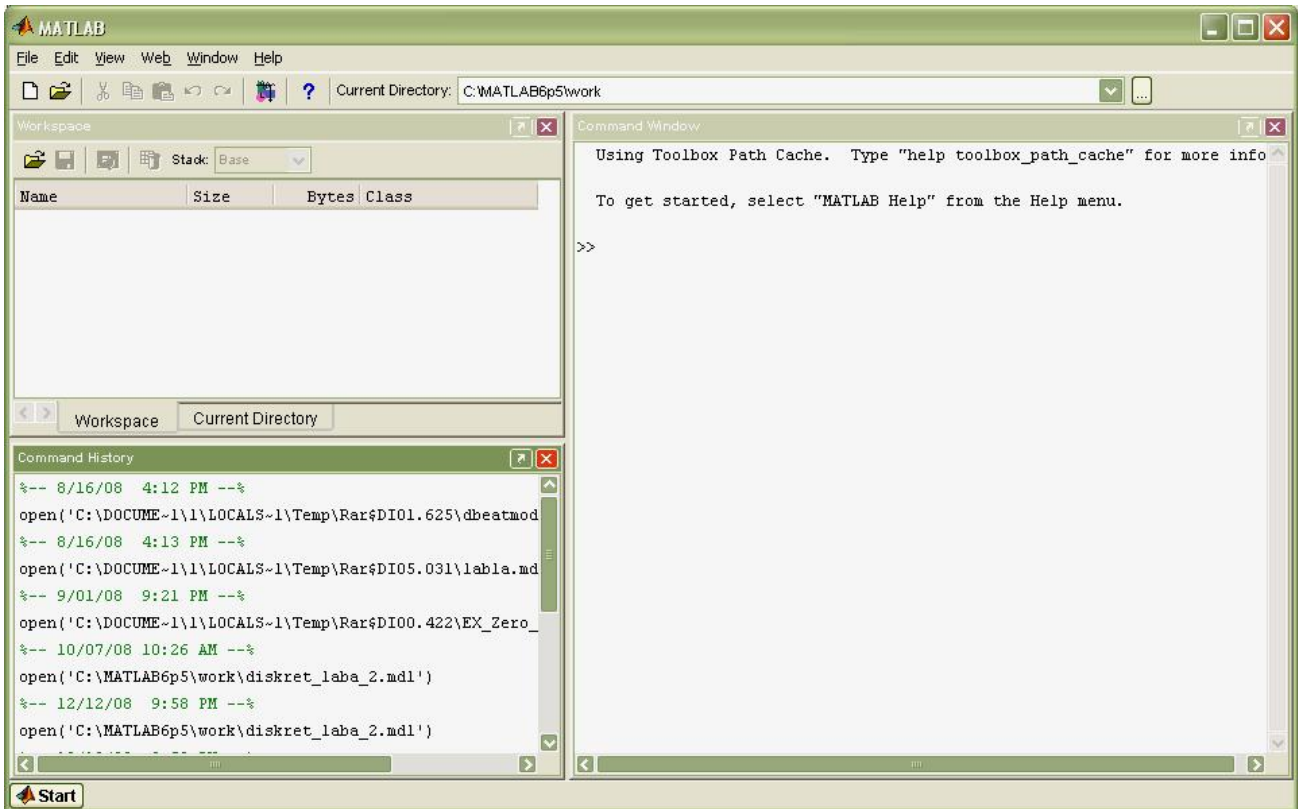 MATLAB
File Edit View Web Window Help
? Current Directory: C:\MATLAB6p5\work ...
Workspace
Stack: Base
Name Size Bytes Class
Workspace Current Directory
Command History
%-- 8/16/08 4:12 PM --%
open('C:\DOCUME~1\1\LOCALS~1\Temp\Rar$DI01.625\dbeatmod
%-- 8/16/08 4:13 PM --%
open('C:\DOCUME~1\1\LOCALS~1\Temp\Rar$DI05.031\lab1a.md
%-- 9/01/08 9:21 PM --%
open('C:\DOCUME~1\1\LOCALS~1\Temp\Rar$DI00.422\EX_Zero_
%-- 10/07/08 10:26 AM --%
open('C:\MATLAB6p5\work\diskret_laba_2.mdl')
%-- 12/12/08 9:58 PM --%
open('C:\MATLAB6p5\work\diskret_laba_2.mdl')
Command Window
Using Toolbox Path Cache. Type "help toolbox_path_cache" for more info
To get started, select "MATLAB Help" from the Help menu.
>>
Start